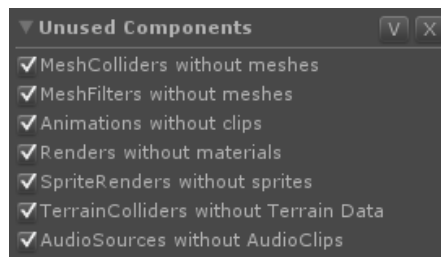 Unused Components V X
MeshColliders without meshes
MeshFilters without meshes
Animations without clips
Renders without materials
SpriteRenders without sprites
TerrainColliders without Terrain Data
AudioSources without AudioClips